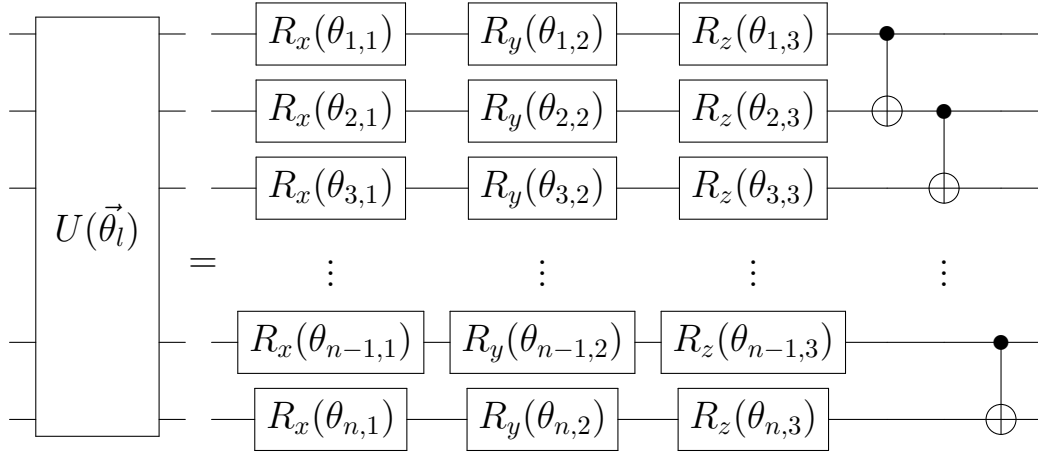 R_x(θ_{1,1}) R_y(θ_{1,2}) R_z(θ_{1,3})
R_x(θ_{2,1}) R_y(θ_{2,2}) R_z(θ_{2,3})
R_x(θ_{3,1}) R_y(θ_{3,2}) R_z(θ_{3,3})
U(\vec{θ}_l) = ⋮ ⋮ ⋮ ⋮
R_x(θ_{n−1,1}) R_y(θ_{n−1,2}) R_z(θ_{n−1,3})
R_x(θ_{n,1}) R_y(θ_{n,2}) R_z(θ_{n,3})